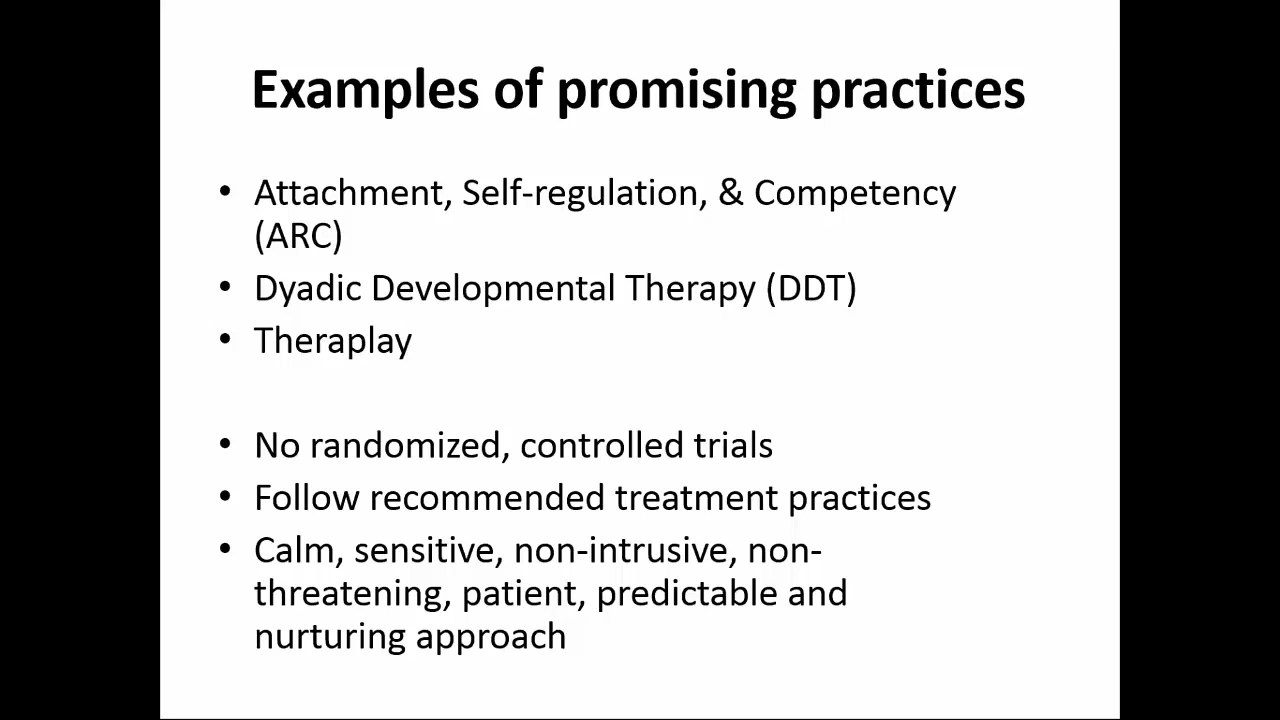 Examples of promising practices
• Attachment, Self-regulation, & Competency
(ARC)
• Dyadic Developmental Therapy (DDT)
• Theraplay
• No randomized, controlled trials
• Follow recommended treatment practices
• Calm, sensitive, non-intrusive, non-
threatening, patient, predictable and
nurturing approach